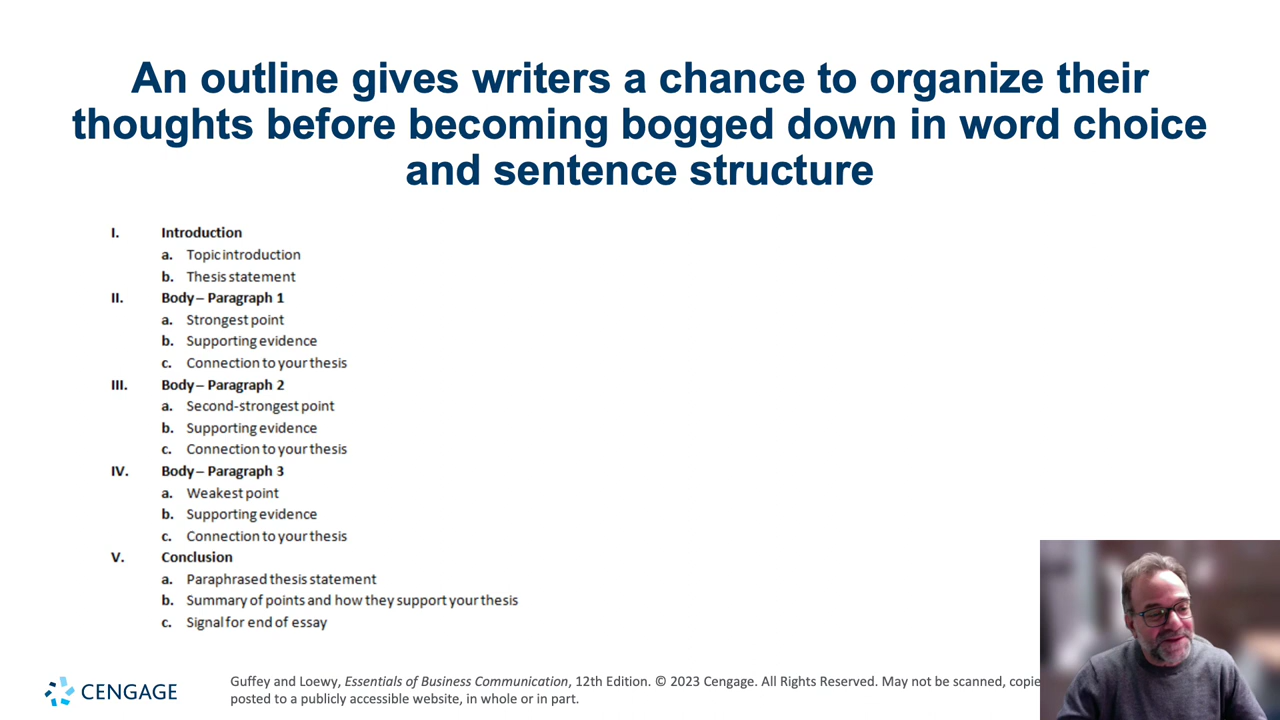 An outline gives writers a chance to organize their
thoughts before becoming bogged down in word choice
and sentence structure
I. Introduction
a. Topic introduction
b. Thesis statement
II. Body – Paragraph 1
a. Strongest point
b. Supporting evidence
c. Connection to your thesis
III. Body – Paragraph 2
a. Second-strongest point
b. Supporting evidence
c. Connection to your thesis
IV. Body – Paragraph 3
a. Weakest point
b. Supporting evidence
c. Connection to your thesis
V. Conclusion
a. Paraphrased thesis statement
b. Summary of points and how they support your thesis
c. Signal for end of essay
CENGAGE
Guffey and Loewy, Essentials of Business Communication, 12th Edition. © 2023 Cengage. All Rights Reserved. May not be scanned,
posted to a publicly accessible website, in whole or in part.